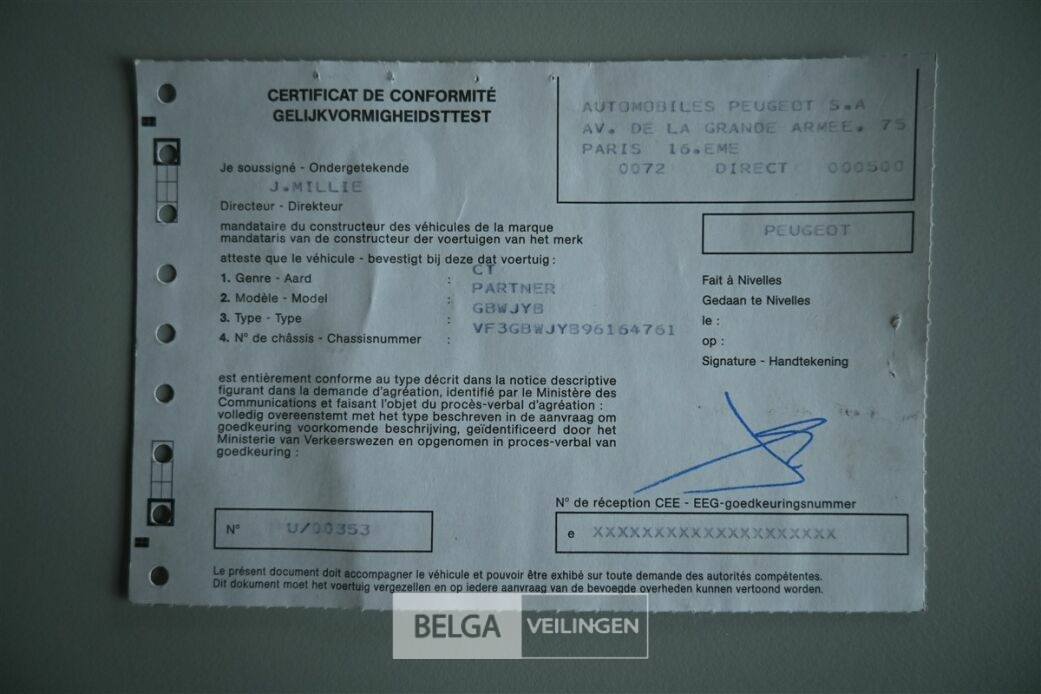 CERTIFICAT DE CONFORMITÉ
GELIJKVORMIGHEIDSTTEST
AUTOMOBILES PEUGEOT S.A
AV. DE LA GRANDE ARMEE. 75
PARIS 16.EME
0072 DIRECT 000500
Je soussigné - Ondergetekende
J.MILLIE
Directeur - Direkteur
mandataire du constructeur des véhicules de la marque
mandataris van de constructeur der voertuigen van het merk
PEUGEOT
atteste que le véhicule - bevestigt bij deze dat voertuig :
1. Genre - Aard : CT
2. Modèle - Model : PARTNER
3. Type - Type : GBWJYB
4. N° de châssis - Chassisnummer : VF3GBWJYB96164761
Fait à Nivelles
Gedaan te Nivelles
le :
op :
Signature - Handtekening
est entièrement conforme au type décrit dans la notice descriptive
figurant dans la demande d'agréation, identifié par le Ministère des
Communications et faisant l'objet du procès-verbal d'agréation :
volledig overeenstemt met het type beschreven in de aanvraag om
goedkeuring voorkomende beschrijving, geïdentificeerd door het
Ministerie van Verkeerswezen en opgenomen in proces-verbal van
goedkeuring :
N° U/00353
N° de réception CEE - EEG-goedkeuringsnummer
e XXXXXXXXXXXXXXXXXXXX
Le présent document doit accompagner le véhicule et pouvoir être exhibé sur toute demande des autorités compétentes.
Dit dokument moet het voertuig vergezellen en op iedere aanvraag van de bevoegde overheden kunnen vertoond worden.
BELGA VEILINGEN